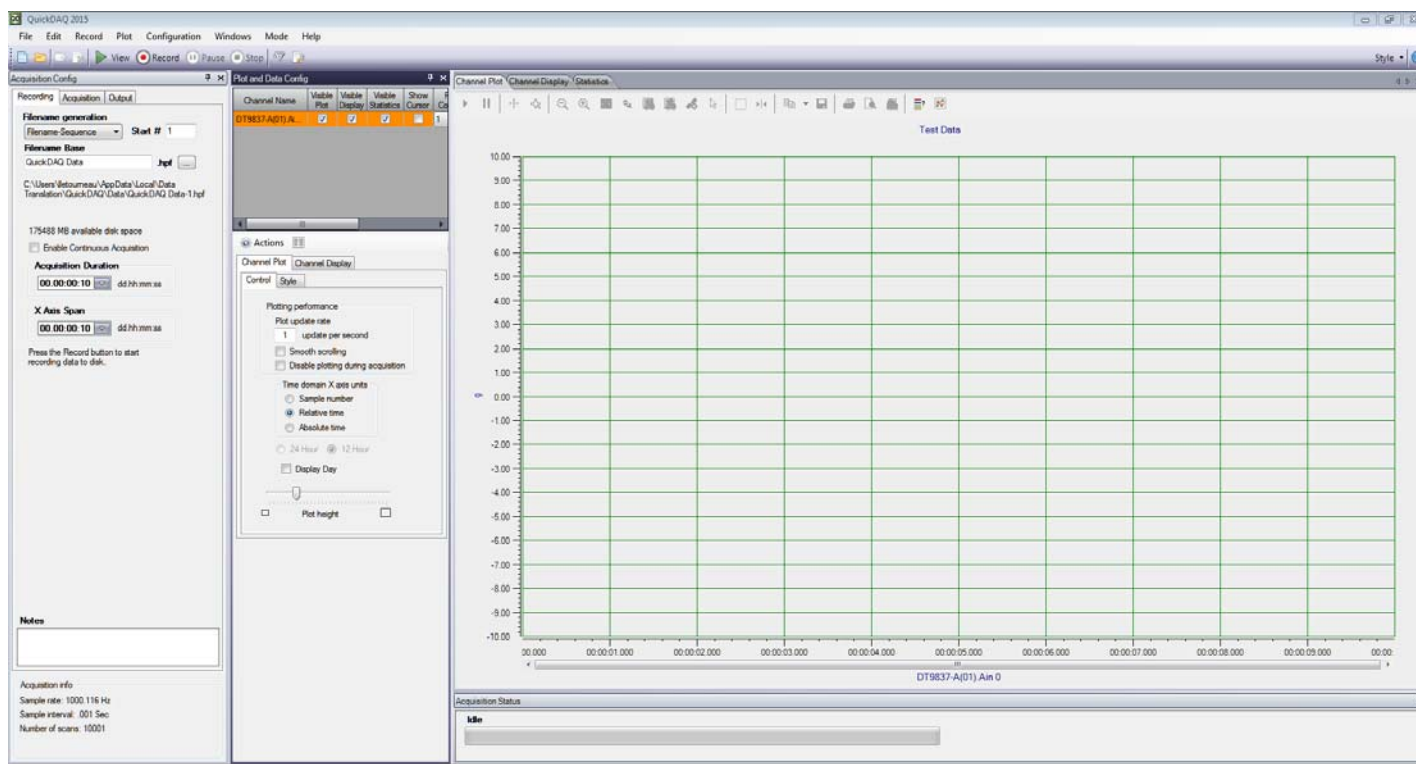 QuickDAQ 2015
File Edit Record Plot Configuration Windows Mode Help
View Record Pause Stop
Style
Acquisition Config
Recording Acquisition Output
Filename generation
Filename-Sequence Start # 1
Filename Base
QuickDAQ Data .hpf ...
C:\Users\letourneau\AppData\Local\Data
Translation\QuickDAQ\Data\QuickDAQ Data-1.hpf
175488 MB available disk space
Enable Continuous Acquisition
Acquisition Duration
00.00:00:10 dd.hh:mm:ss
X Axis Span
00.00:00:10 dd.hh:mm:ss
Press the Record button to start
recording data to disk.
Notes
Acquisition info
Sample rate: 1000.116 Hz
Sample interval: .001 Sec
Number of scans: 10001
Plot and Data Config
Channel Name Visible Plot Visible Display Visible Statistics Show Cursor
DT9837-A(01).A... 1
Actions
Channel Plot Channel Display
Control Style
Plotting performance
Plot update rate
1 update per second
Smooth scrolling
Disable plotting during acquisition
Time domain X axis units
Sample number
Relative time
Absolute time
24 Hour 12 Hour
Display Day
Plot height
Channel Plot Channel Display Statistics
Test Data
10.00
9.00
8.00
7.00
6.00
5.00
4.00
3.00
2.00
1.00
0.00
-1.00
-2.00
-3.00
-4.00
-5.00
-6.00
-7.00
-8.00
-9.00
-10.00
00.000 00:00:01.000 00:00:02.000 00:00:03.000 00:00:04.000 00:00:05.000 00:00:06.000 00:00:07.000 00:00:08.000 00:00:09.000 00:00:
DT9837-A(01).Ain 0
Acquisition Status
Idle